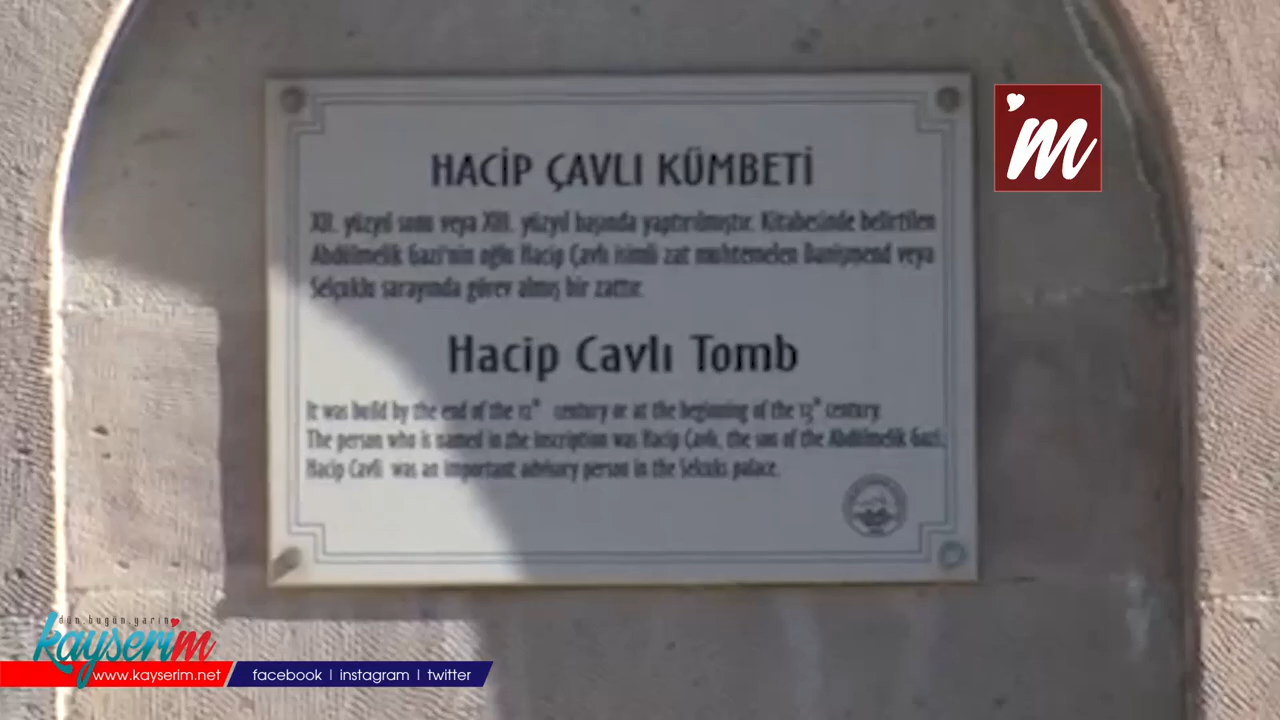 HACİP ÇAVLI KÜMBETİ
XII. yüzyıl sonu veya XIII. yüzyıl başında yaptırılmıştır. Kitabesinde belirtilen
Abdülmelik Gazi'nin oğlu Hacip Çavlı isimli zat muhtemelen Danişmend veya
Selçuklu sarayında görev almış bir zattır.
Hacip Cavlı Tomb
It was build by the end of the 12th century or at the beginning of the 13th century.
The person who is named in the inscription was Hacip Çavlı, the son of the Abdülmelik Gazi.
Hacip Cavli was an important advisory person in the Selcuks palace.
'm
dün.bugün.yarın
kayserim
www.kayserim.net
facebook | instagram | twitter